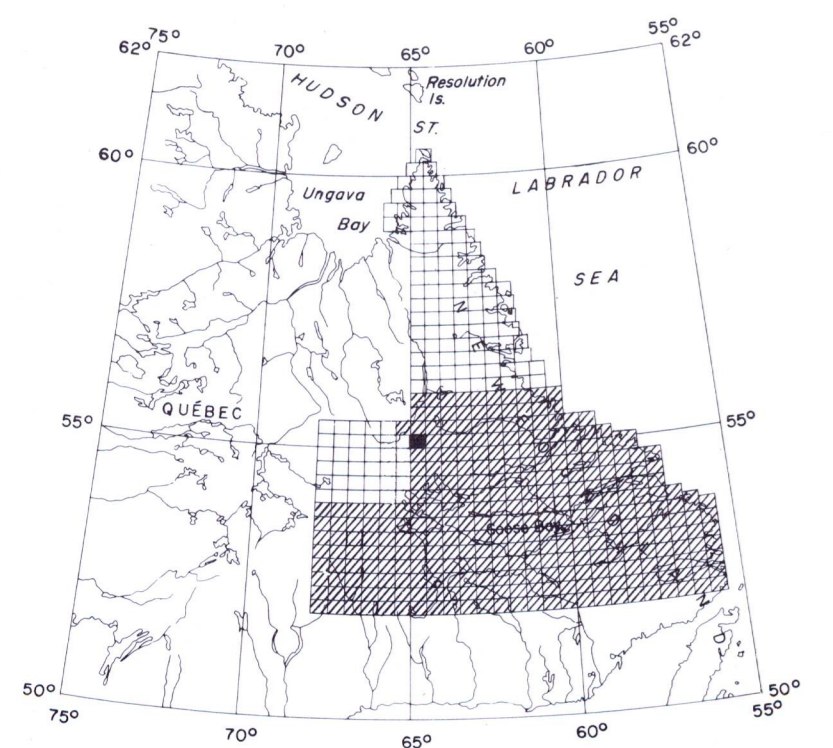 75°
62°
70°
65°
60°
55°
62°
HUDSON
Resolution
Is.
ST.
60°
60°
LABRADOR
Ungava
Bay
SEA
N
E
W
QUÉBEC
55°
55°
Goose Bay
N
D
50°
75°
70°
65°
60°
50°
55°